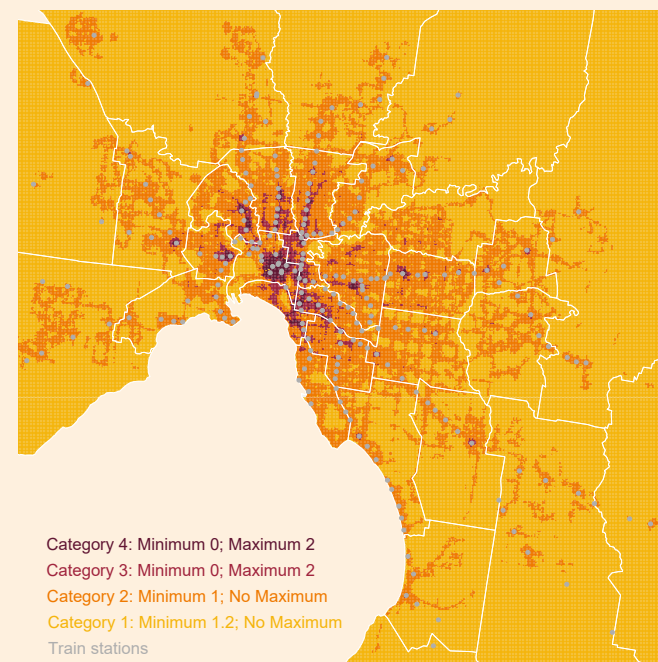 Category 4: Minimum 0; Maximum 2
Category 3: Minimum 0; Maximum 2
Category 2: Minimum 1; No Maximum
Category 1: Minimum 1.2; No Maximum
Train stations